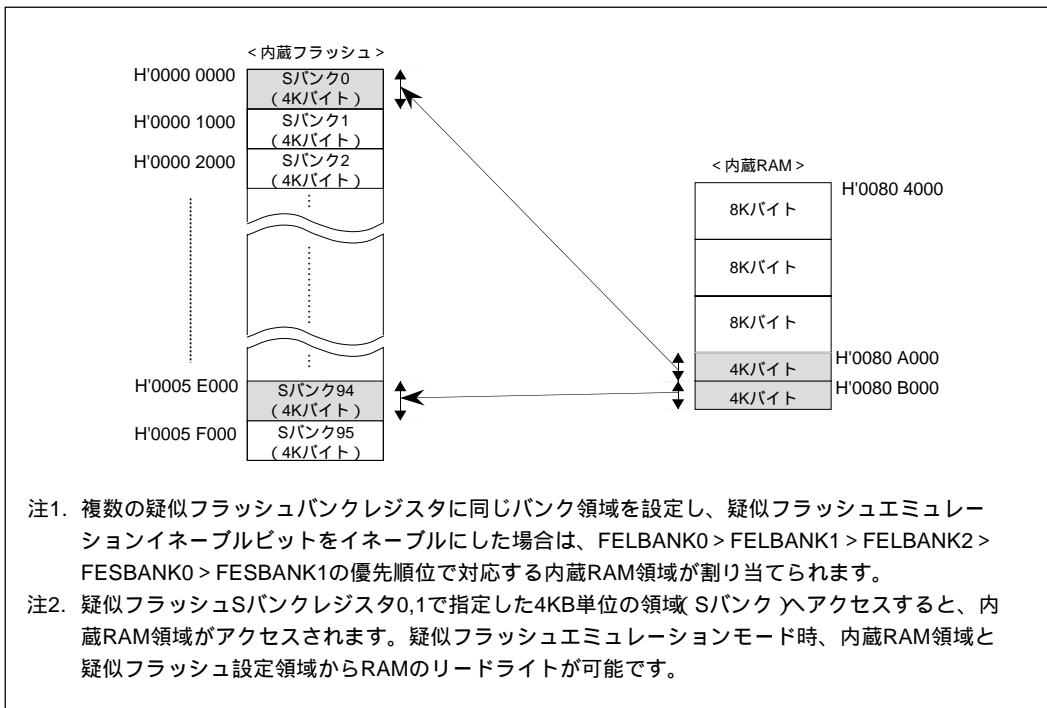 <内蔵フラッシュ>
H'0000 0000
Sバンク0
(4Kバイト)
H'0000 1000
Sバンク1
(4Kバイト)
H'0000 2000
Sバンク2
(4Kバイト)
<内蔵RAM>
H'0080 4000
8Kバイト
8Kバイト
8Kバイト
4Kバイト
H'0080 A000
4Kバイト
H'0080 B000
H'0005 E000
Sバンク94
(4Kバイト)
H'0005 F000
Sバンク95
(4Kバイト)
注1. 複数の疑似フラッシュバンクレジスタに同じバンク領域を設定し、疑似フラッシュエミュレー
ションイネーブルビットをイネーブルにした場合は、FELBANK0 > FELBANK1 > FELBANK2 >
FESBANK0 > FESBANK1の優先順位で対応する内蔵RAM領域が割り当てられます。
注2. 疑似フラッシュSバンクレジスタ0,1で指定した4KB単位の領域(Sバンク)へアクセスすると、内
蔵RAM領域がアクセスされます。疑似フラッシュエミュレーションモード時、内蔵RAM領域と
疑似フラッシュ設定領域からRAMのリードライトが可能です。